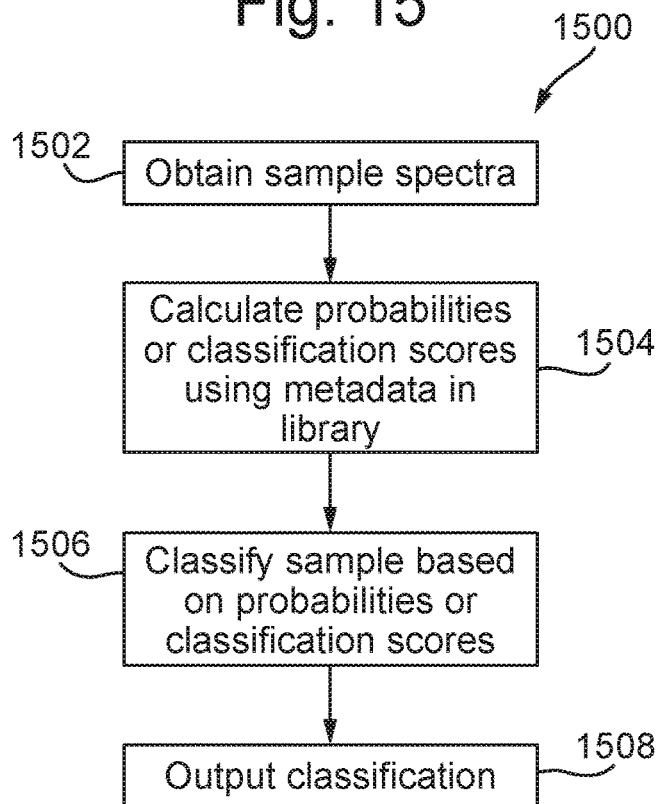 Fig. 15
1500
1502
Obtain sample spectra
Calculate probabilities
or classification scores
using metadata in
library
1504
1506
Classify sample based
on probabilities or
classification scores
1508
Output classification